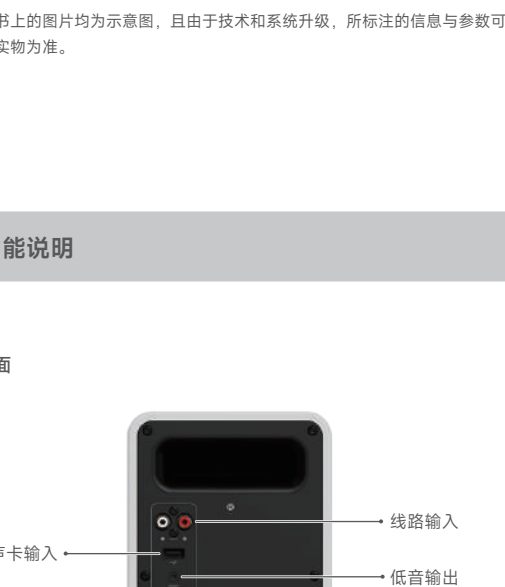 书上的图片均为示意图，且由于技术和系统升级，所标注的信息与参数可
实物为准。
能说明
面
线路输入
声卡输入
低音输出